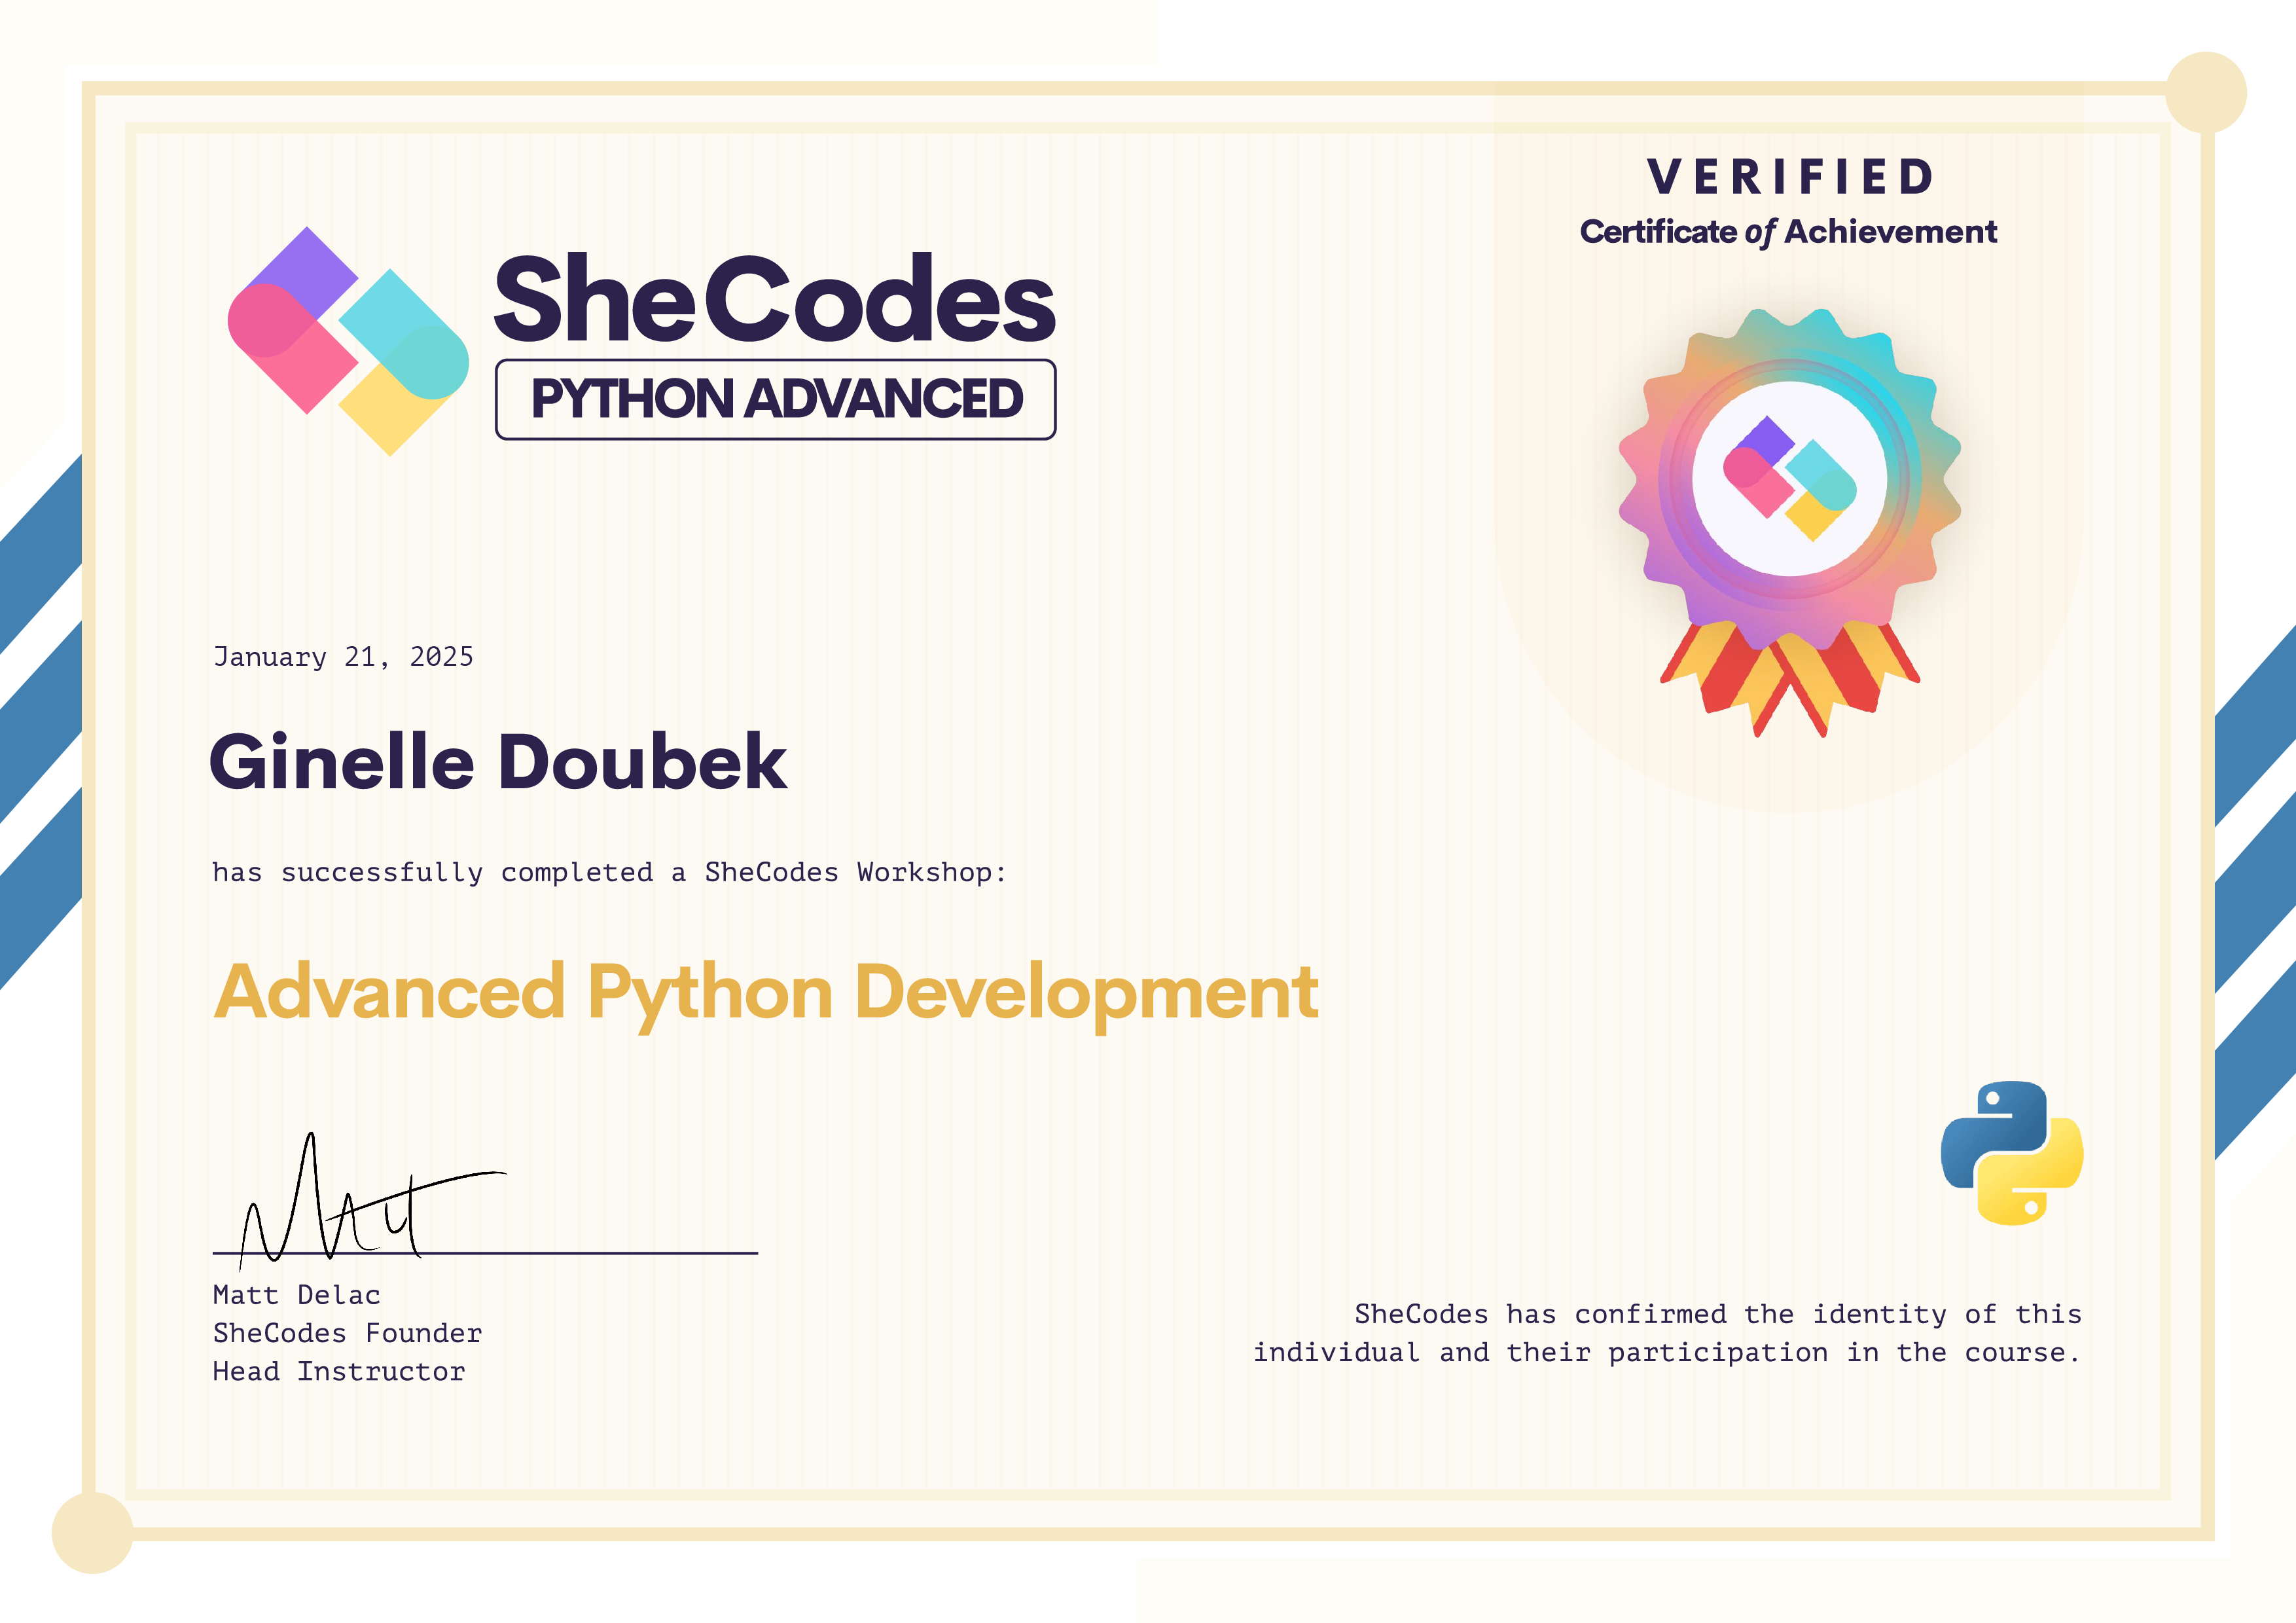 VERIFIED
Certificate of Achievement
SheCodes
PYTHON ADVANCED
January 21, 2025
Ginelle Doubek
has successfully completed a SheCodes Workshop:
Advanced Python Development
Matt
Matt Delac
SheCodes Founder
Head Instructor
SheCodes has confirmed the identity of this
individual and their participation in the course.